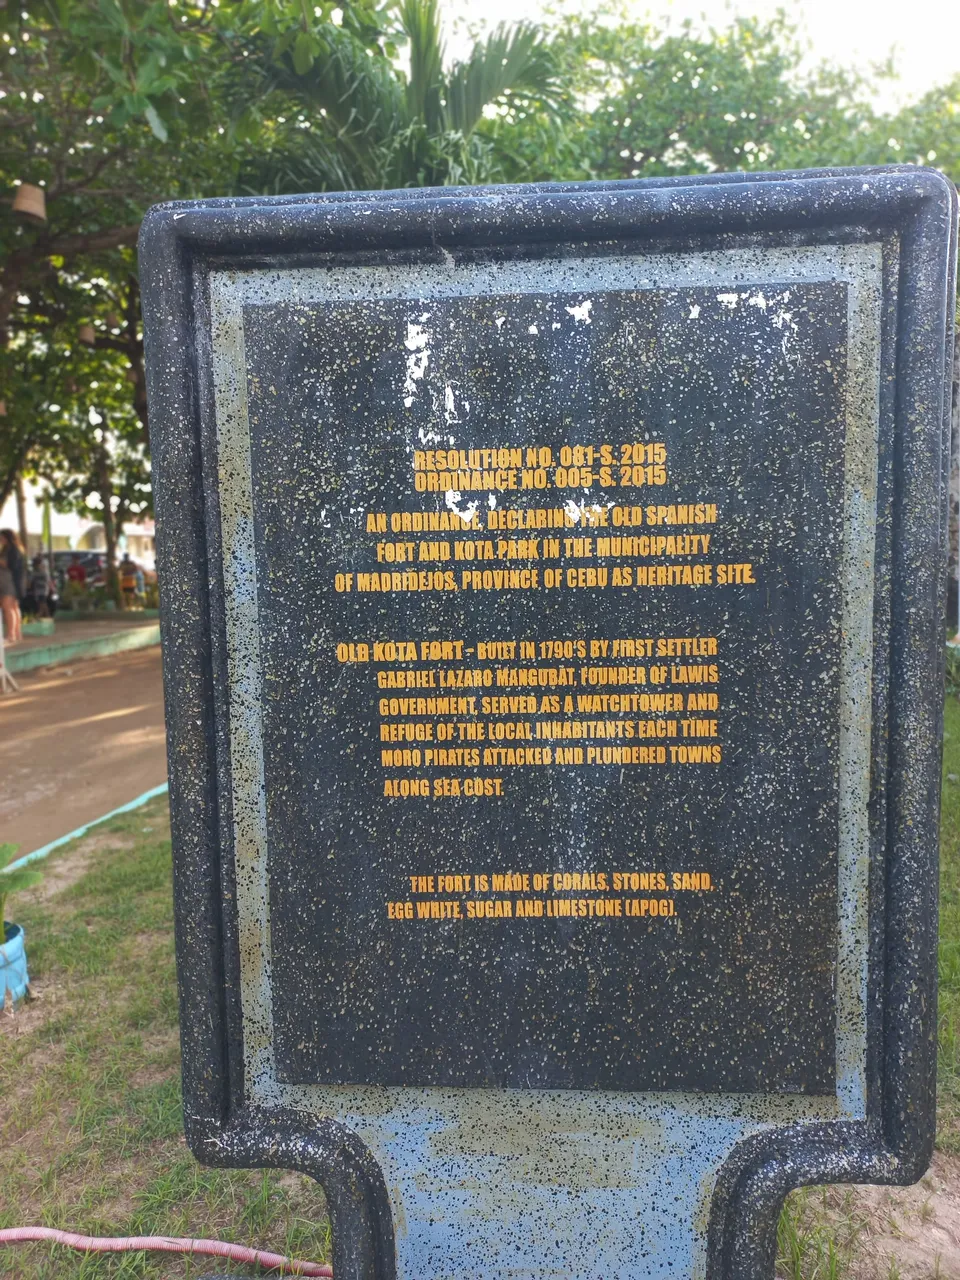 RESOLUTION NO. 081-S. 2015
ORDINANCE NO. 005-S. 2015
AN ORDINANCE, DECLARING THE OLD SPANISH
FORT AND KOTA PARK IN THE MUNICIPALITY
OF MADRIDEJOS, PROVINCE OF CEBU AS HERITAGE SITE.
OLD KOTA FORT - BUILT IN 1790'S BY FIRST SETTLER
GABRIEL LAZARO MANGUBAT, FOUNDER OF LAWIS
GOVERNMENT, SERVED AS A WATCHTOWER AND
REFUGE OF THE LOCAL INHABITANTS EACH TIME
MORO PIRATES ATTACKED AND PLUNDERED TOWNS
ALONG SEA COST.
THE FORT IS MADE OF CORALS, STONES, SAND,
EGG WHITE, SUGAR AND LIMESTONE (APOG).